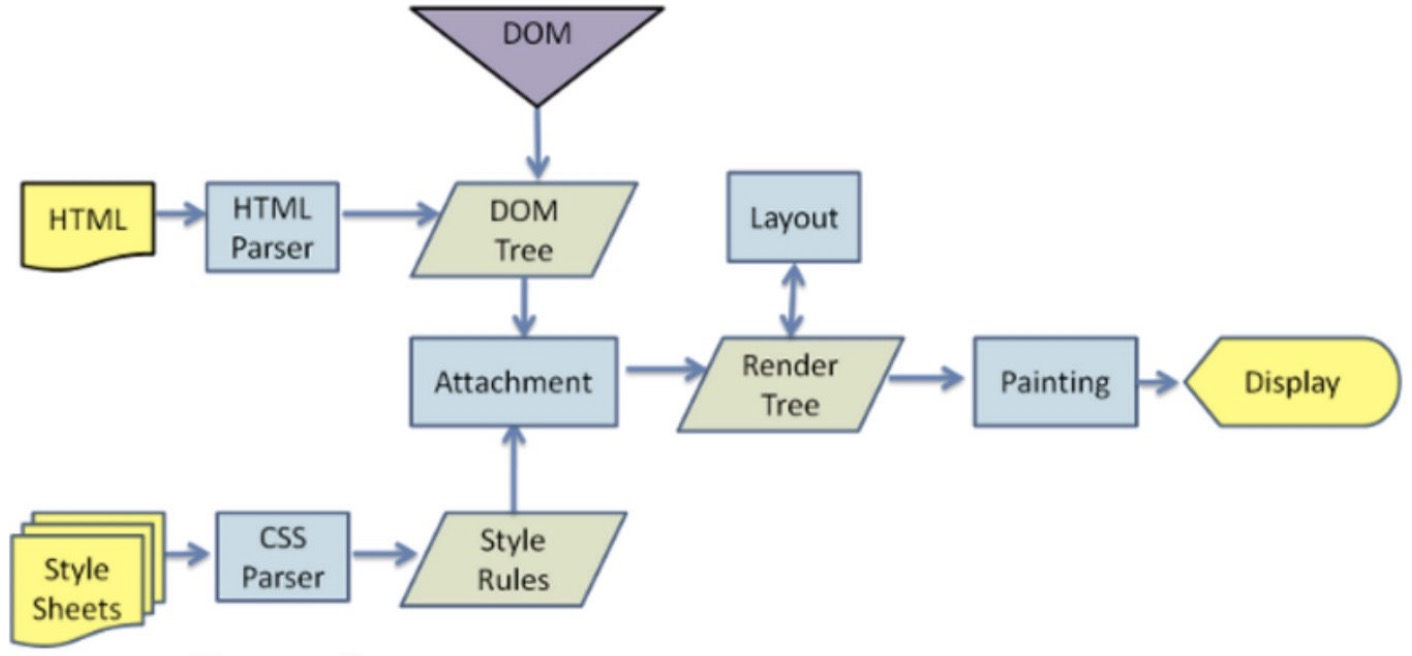 DOM
HTML
HTML
Parser
DOM
Tree
Layout
Attachment
Render
Tree
Painting
Display
Style
Sheets
CSS
Parser
Style
Rules